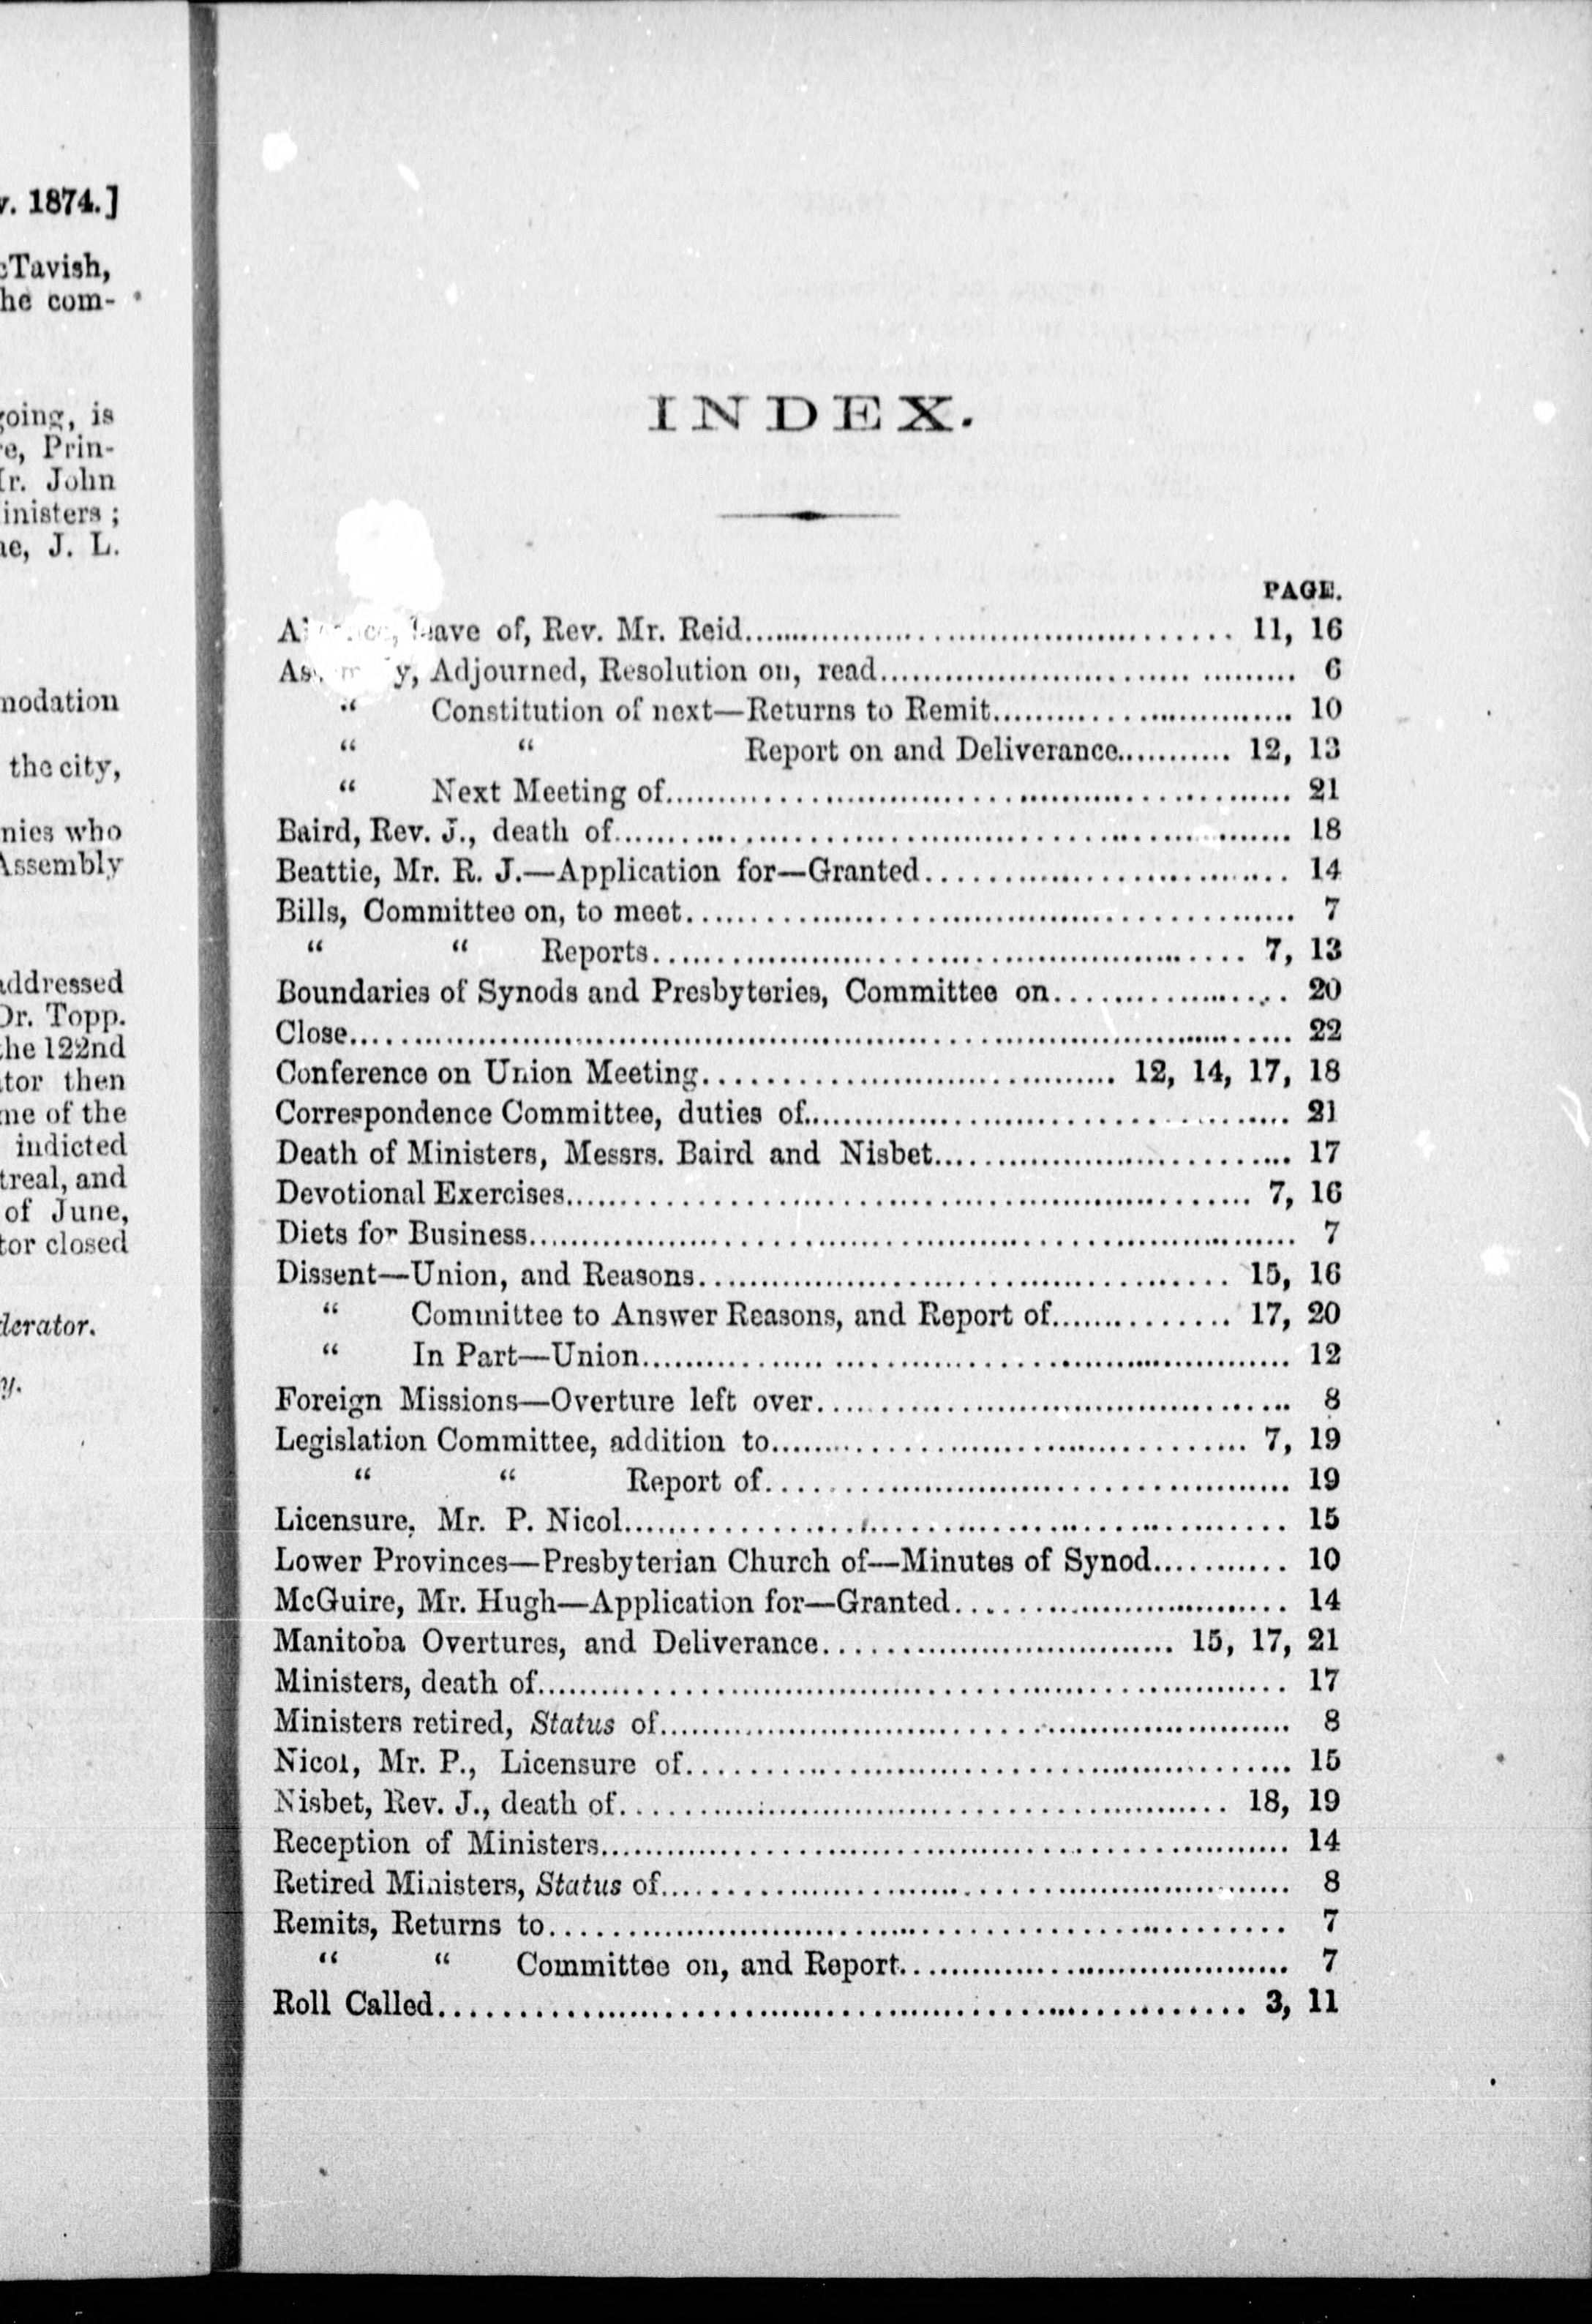 v. 1874.]
cTavish,
he com-
going, is
re, Prin-
Mr. John
inisters ;
ne, J. L.
modation
the city,
nies who
Assembly
addressed
Dr. Topp.
the 122nd
tor then
me of the
indicted
treal, and
of June,
tor closed
derator.
y.
INDEX.
PAGE.
leave of, Rev. Mr. Reid........ 11, 16
Adjourned, Resolution on, read........ 6
“ Constitution of next—Returns to Remit........ 10
“ “ Report on and Deliverance........ 12, 13
“ Next Meeting of........ 21
Baird, Rev. J., death of........ 18
Beattie, Mr. R. J.—Application for—Granted........ 14
Bills, Committee on, to meet........ 7
“ “ Reports........ 7, 13
Boundaries of Synods and Presbyteries, Committee on........ 20
Close........ 22
Conference on Union Meeting........ 12, 14, 17, 18
Correspondence Committee, duties of........ 21
Death of Ministers, Messrs. Baird and Nisbet........ 17
Devotional Exercises........ 7, 16
Diets for Business........ 7
Dissent—Union, and Reasons........ 15, 16
“ Committee to Answer Reasons, and Report of........ 17, 20
“ In Part—Union........ 12
Foreign Missions—Overture left over........ 8
Legislation Committee, addition to........ 7, 19
“ “ Report of........ 19
Licensure, Mr. P. Nicol........ 15
Lower Provinces—Presbyterian Church of—Minutes of Synod........ 10
McGuire, Mr. Hugh—Application for—Granted........ 14
Manitoba Overtures, and Deliverance........ 15, 17, 21
Ministers, death of........ 17
Ministers retired, Status of........ 8
Nicol, Mr. P., Licensure of........ 15
Nisbet, Rev. J., death of........ 18, 19
Reception of Ministers........ 14
Retired Ministers, Status of........ 8
Remits, Returns to........ 7
“ “ Committee on, and Report........ 7
Roll Called........ 3, 11